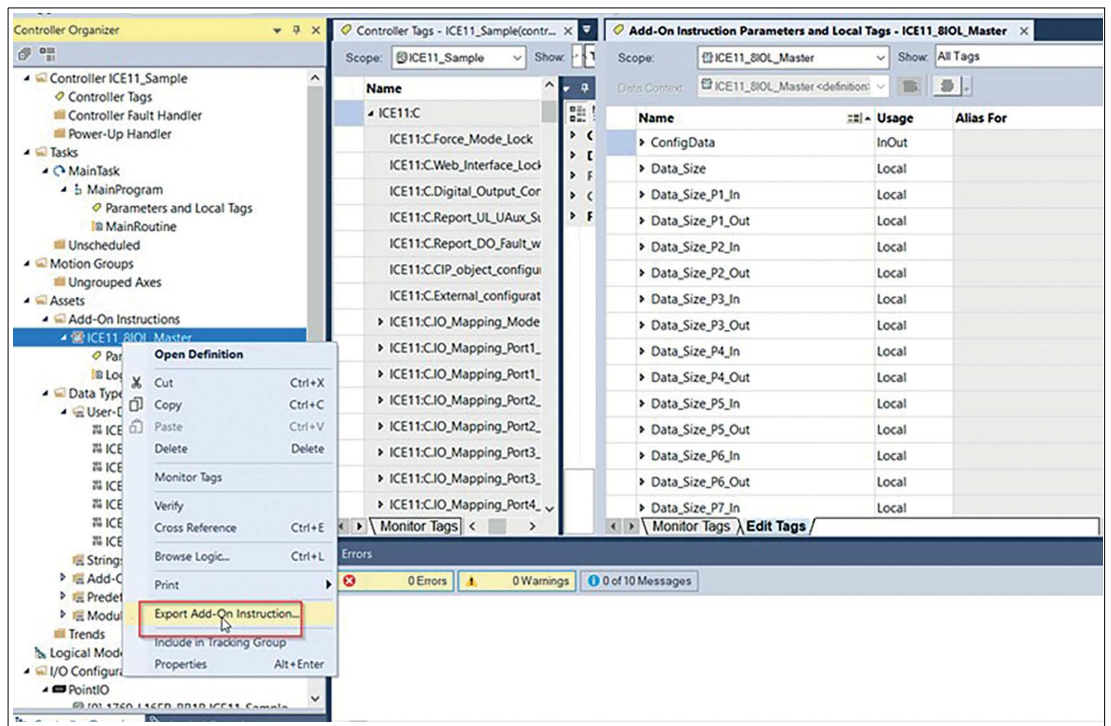 Controller Organizer
Controller ICE11_Sample
Controller Tags
Controller Fault Handler
Power-Up Handler
Tasks
MainTask
MainProgram
Parameters and Local Tags
MainRoutine
Unscheduled
Motion Groups
Ungrouped Axes
Assets
Add-On Instructions
ICE11_8IOL_Master
Par
Log
Data Type
User-D
ICE
ICE
ICE
ICE
ICE
ICE
ICE
String
Add-O
Predef
Modul
Trends
Logical Mode
I/O Configura
PointIO
Open Definition
Cut Ctrl+X
Copy Ctrl+C
Paste Ctrl+V
Delete Delete
Monitor Tags
Verify
Cross Reference Ctrl+E
Browse Logic... Ctrl+L
Print
Export Add-On Instruction...
Include in Tracking Group
Properties Alt+Enter
Controller Tags - ICE11_Sample(contr...
Scope: ICE11_Sample Show:
Name
ICE11:C
ICE11:C.Force_Mode_Lock
ICE11:C.Web_Interface_Lock
ICE11:C.Digital_Output_Con
ICE11:C.Report_UL_UAux_Su
ICE11:C.Report_DO_Fault_w
ICE11:C.CIP_object_configur
ICE11:C.External_configurat
ICE11:C.IO_Mapping_Mode
ICE11:C.IO_Mapping_Port1_
ICE11:C.IO_Mapping_Port1_
ICE11:C.IO_Mapping_Port2_
ICE11:C.IO_Mapping_Port2_
ICE11:C.IO_Mapping_Port3_
ICE11:C.IO_Mapping_Port3_
ICE11:C.IO_Mapping_Port4_
Monitor Tags
Add-On Instruction Parameters and Local Tags - ICE11_8IOL_Master
Scope: ICE11_8IOL_Master Show: All Tags
Data Context: ICE11_8IOL_Master <definition>
Name Usage Alias For
ConfigData InOut
Data_Size Local
Data_Size_P1_In Local
Data_Size_P1_Out Local
Data_Size_P2_In Local
Data_Size_P2_Out Local
Data_Size_P3_In Local
Data_Size_P3_Out Local
Data_Size_P4_In Local
Data_Size_P4_Out Local
Data_Size_P5_In Local
Data_Size_P5_Out Local
Data_Size_P6_In Local
Data_Size_P6_Out Local
Data_Size_P7_In Local
Monitor Tags Edit Tags
Errors
0 Errors 0 Warnings 0 of 10 Messages